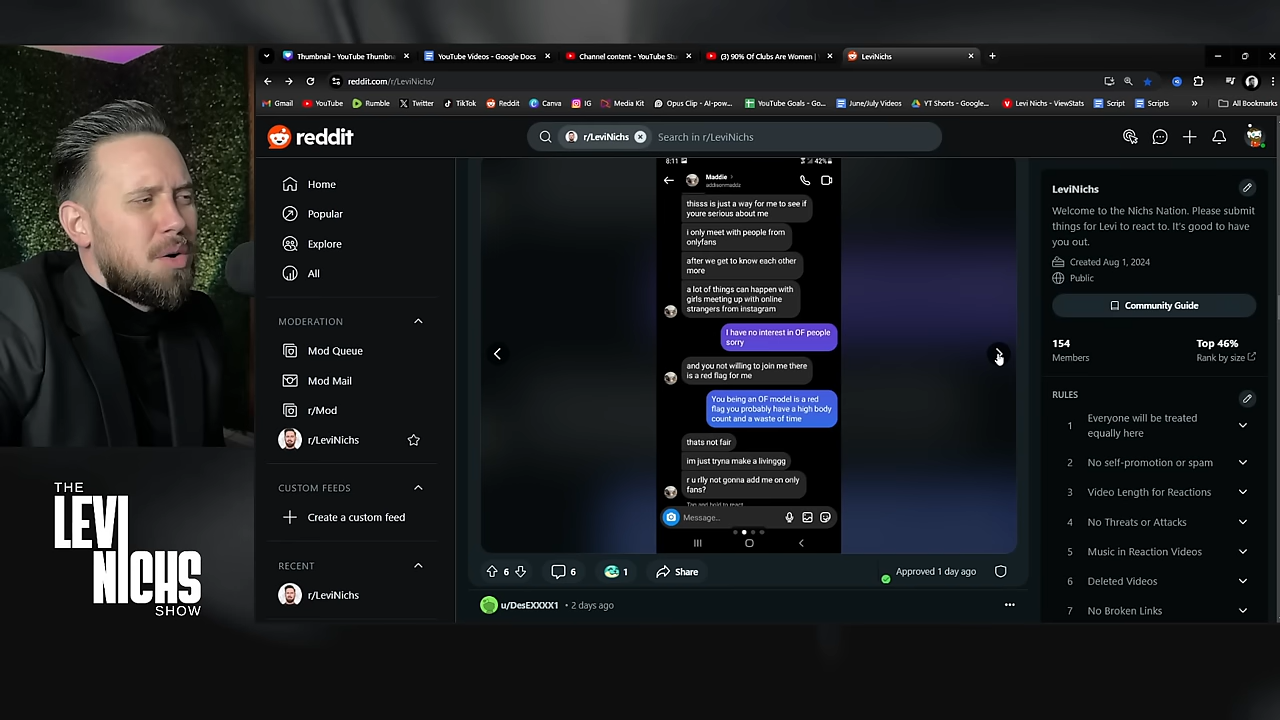 Thumbnail - YouTube Thumbn
YouTube Videos - Google Docs
Channel content - YouTube Stu
(3) 90% Of Clubs Are Women |
LeviNichs
reddit.com/r/LeviNichs/
Gmail
YouTube
Rumble
Twitter
TikTok
Reddit
Canva
IG
Media Kit
Opus Clip - AI-pow...
YouTube Goals - Go...
June/July Videos
YT Shorts - Google...
Levi Nichs - ViewStats
Script
Scripts
All Bookmarks
reddit
r/LeviNichs
Search in r/LeviNichs
Home
Popular
Explore
All
MODERATION
Mod Queue
Mod Mail
r/Mod
r/LeviNichs
CUSTOM FEEDS
Create a custom feed
RECENT
r/LeviNichs
8:11
42%
Maddie
addisonmaddz
thisss is just a way for me to see if
youre serious about me
i only meet with people from
onlyfans
after we get to know each other
more
a lot of things can happen with
girls meeting up with online
strangers from instagram
I have no interest in OF people
sorry
and you not willing to join me there
is a red flag for me
You being an OF model is a red
flag you probably have a high body
count and a waste of time
thats not fair
im just tryna make a livinggg
r u rlly not gonna add me on only
fans?
Tap and hold to react
Message...
6
6
1
Share
Approved 1 day ago
u/DesEXXXX1 • 2 days ago
LeviNichs
Welcome to the Nichs Nation. Please submit
things for Levi to react to. It's good to have
you out.
Created Aug 1, 2024
Public
Community Guide
154
Members
Top 46%
Rank by size
RULES
1 Everyone will be treated
equally here
2 No self-promotion or spam
3 Video Length for Reactions
4 No Threats or Attacks
5 Music in Reaction Videos
6 Deleted Videos
7 No Broken Links
THE
LEVI
NICHS
SHOW